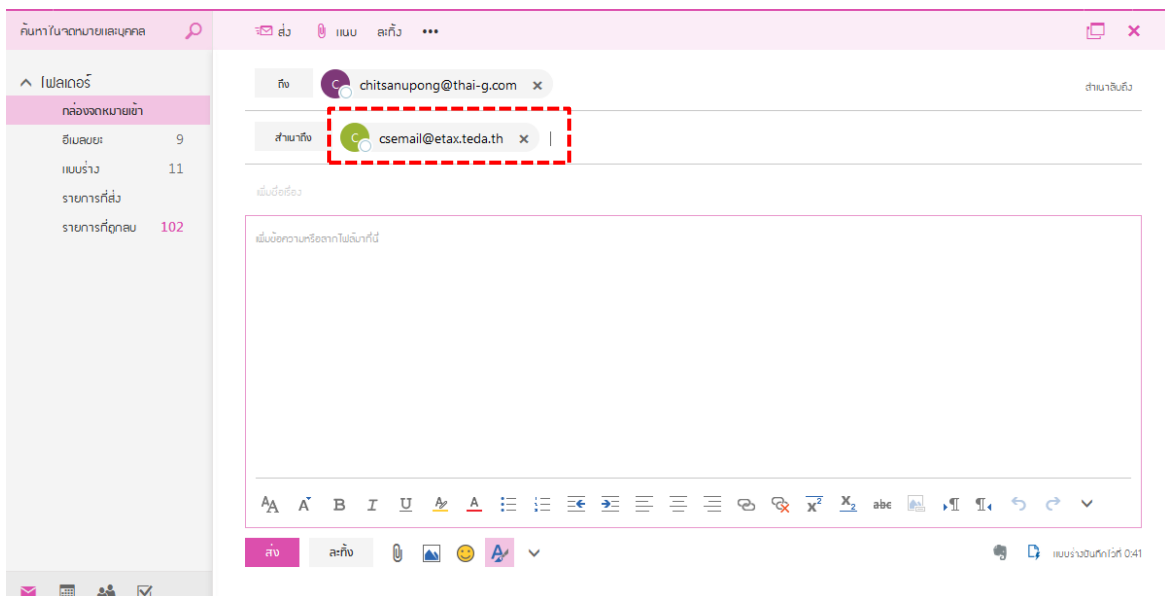 ค้นหาในจดหมายและบุคคล
ส่ง แนบ ละทิ้ง •••
โฟลเดอร์
กล่องจดหมายเข้า
อีเมลขยะ 9
แบบร่าง 11
รายการที่ส่ง
รายการที่ถูกลบ 102
ถึง C chitsanupong@thai-g.com สำเนาลับถึง
สำเนาถึง C csemail@etax.teda.th
เพิ่มชื่อเรื่อง
เพิ่มข้อความหรือลากไฟล์มาที่นี่
ส่ง ละทิ้ง
แบบร่างบันทึกไว้ที่ 0:41